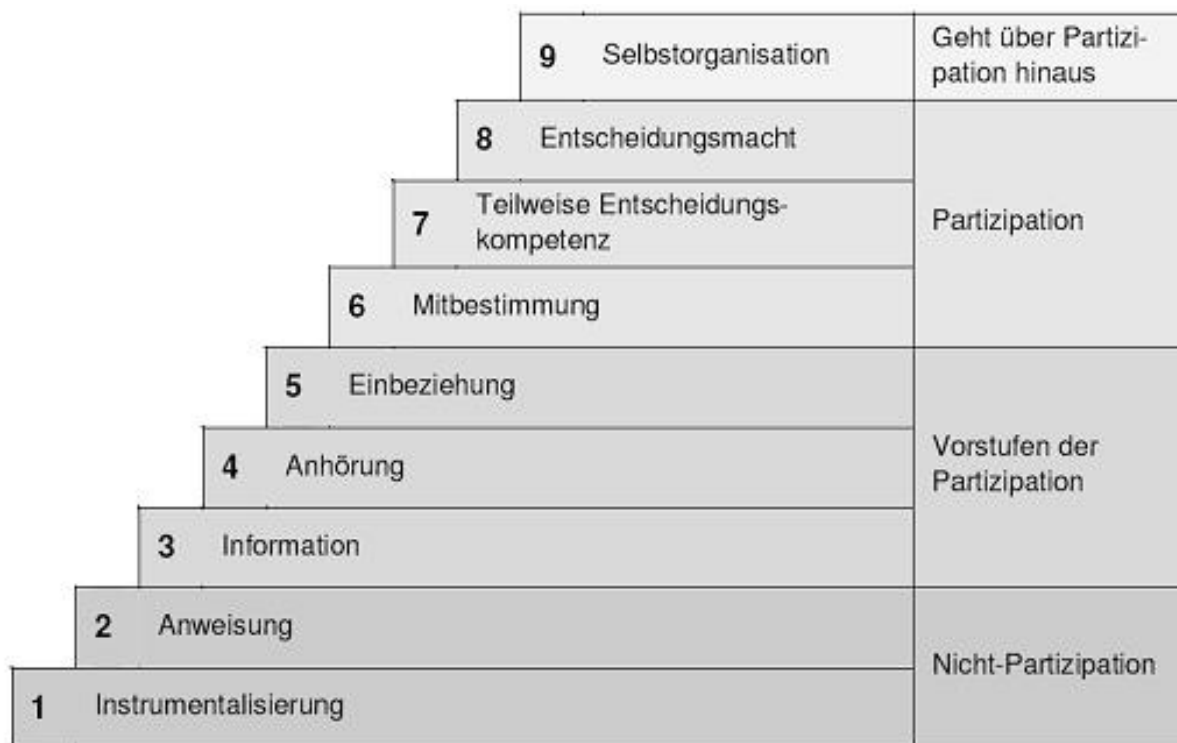 9 Selbstorganisation
Geht über Partizi-
pation hinaus
8 Entscheidungsmacht
7 Teilweise Entscheidungs-
kompetenz
Partizipation
6 Mitbestimmung
5 Einbeziehung
4 Anhörung
Vorstufen der
Partizipation
3 Information
2 Anweisung
Nicht-Partizipation
1 Instrumentalisierung